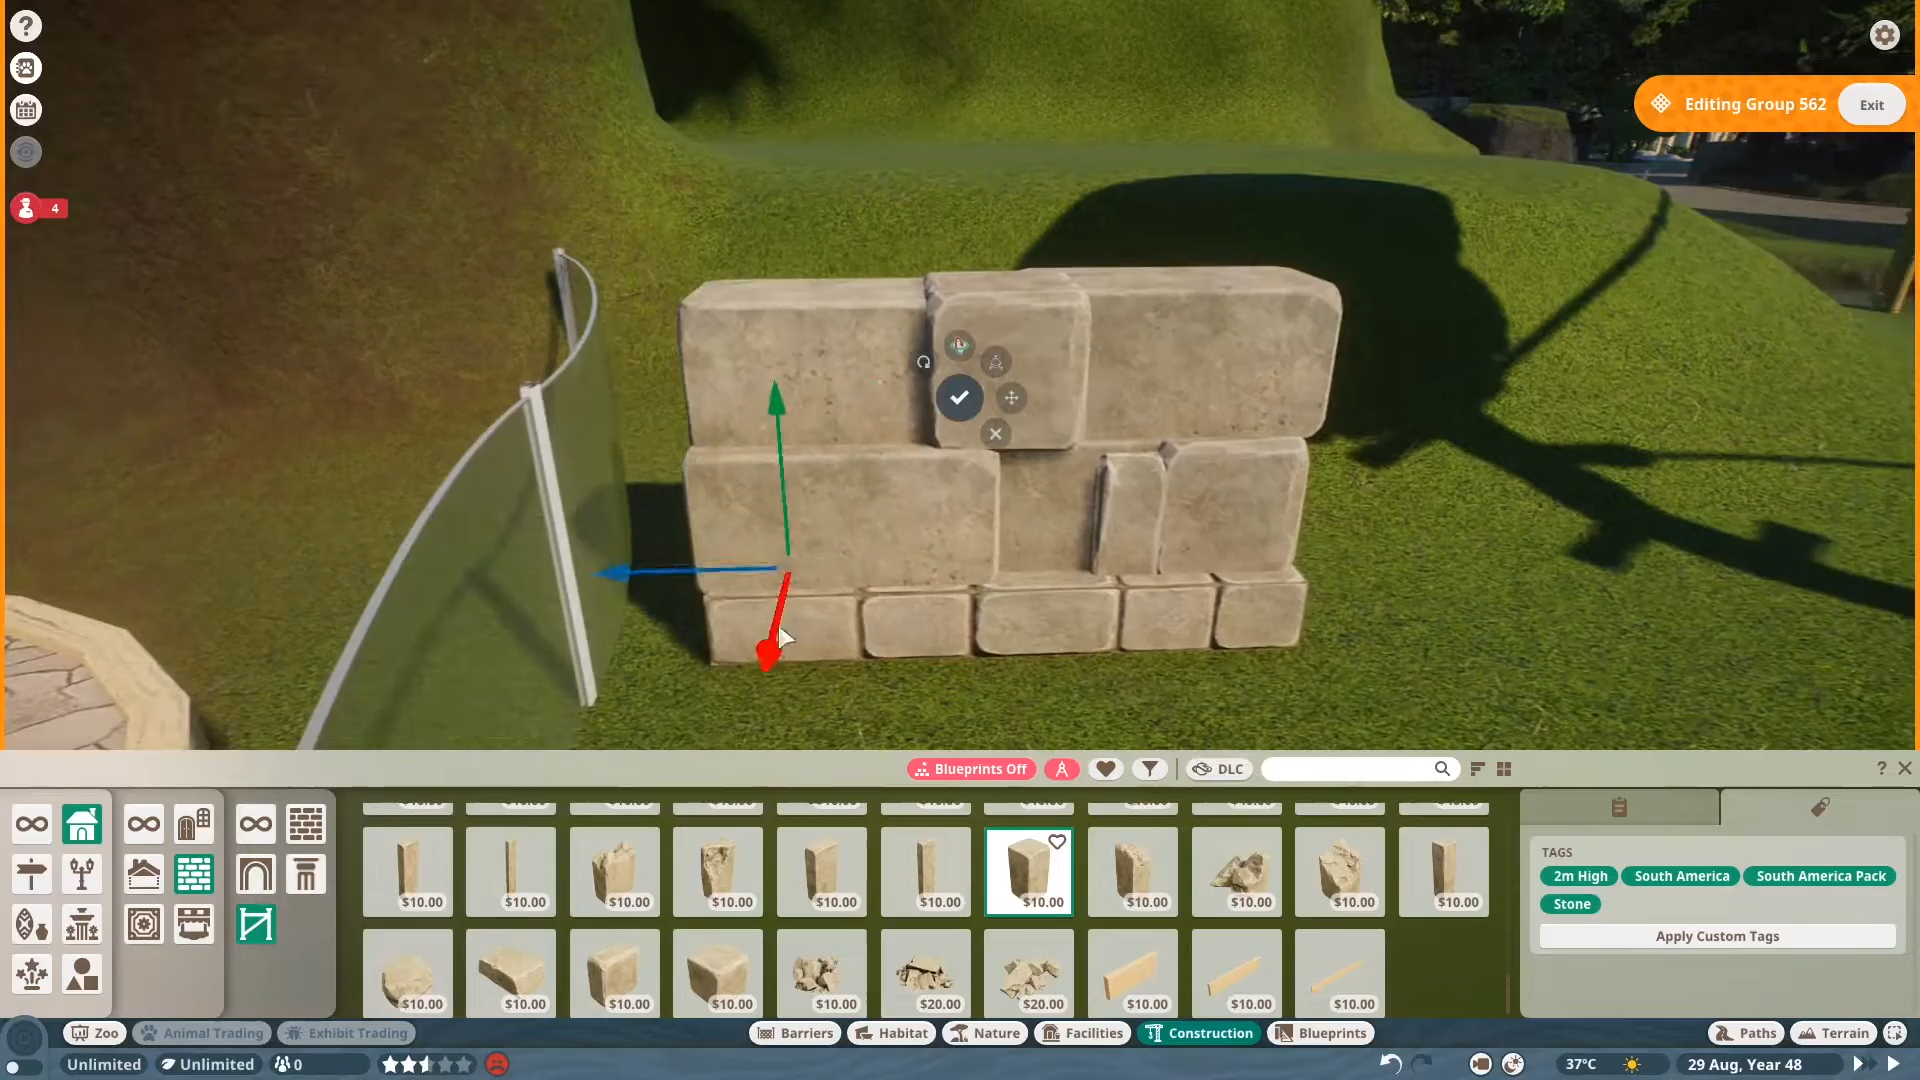 ?
Editing Group 562
Exit
4
Blueprints Off
DLC
?
$10.00 $10.00 $10.00 $10.00 $10.00 $10.00 $10.00 $10.00 $10.00 $10.00 $10.00
$10.00 $10.00 $10.00 $10.00 $10.00 $20.00 $20.00 $10.00 $10.00 $10.00
TAGS
2m High South America South America Pack
Stone
Apply Custom Tags
Zoo Animal Trading Exhibit Trading Barriers Habitat Nature Facilities Construction Blueprints Paths Terrain
Unlimited Unlimited 0 37°C 29 Aug, Year 48